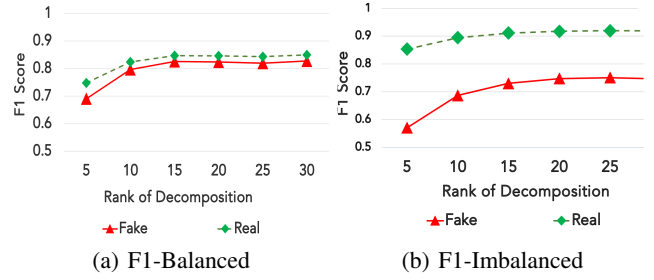 1
0.9
0.8
0.7
0.6
0.5
F1 Score
5 10 15 20 25 30
Rank of Decomposition
Fake Real
(a) F1-Balanced
1
0.9
0.8
0.7
0.6
0.5
F1 Score
5 10 15 20 25
Rank of Decomposition
Fake Real
(b) F1-Imbalanced